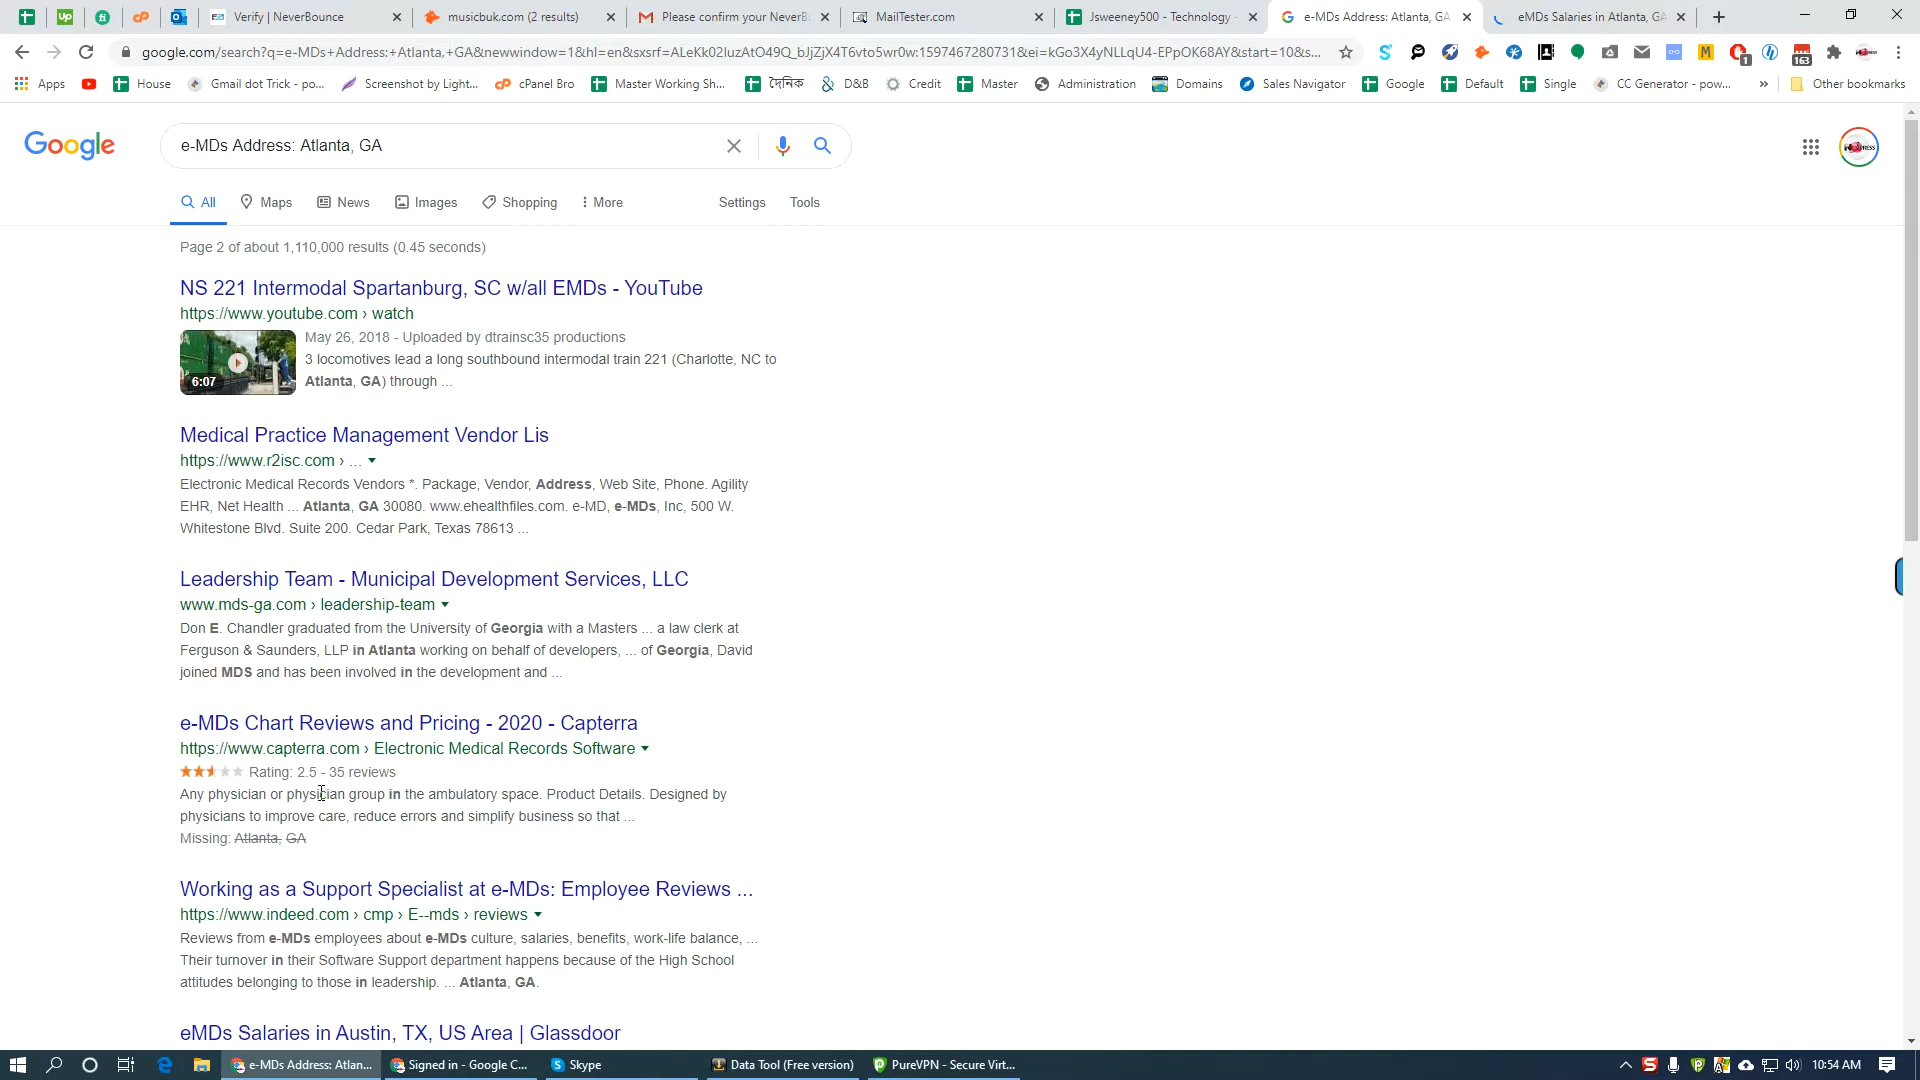 Verify | NeverBounce
musicbuk.com (2 results)
Please confirm your NeverB
MailTester.com
Jsweeney500 - Technology -
e-MDs Address: Atlanta, GA
eMDs Salaries in Atlanta, GA
google.com/search?q=e-MDs+Address:+Atlanta,+GA&newwindow=1&hl=en&sxsrf=ALeKk02IuzAtO49Q_bJjZjX4T6vto5wr0w:1597467280731&ei=kGo3X4yNLLqU4-EPpOK68AY&start=10&s...
Apps
House
Gmail dot Trick - po...
Screenshot by Light...
cPanel Bro
Master Working Sh...
দৈনিক
D&B
Credit
Master
Administration
Domains
Sales Navigator
Google
Default
Single
CC Generator - pow...
»
Other bookmarks
Google
e-MDs Address: Atlanta, GA
All
Maps
News
Images
Shopping
More
Settings
Tools
Page 2 of about 1,110,000 results (0.45 seconds)
NS 221 Intermodal Spartanburg, SC w/all EMDs - YouTube
https://www.youtube.com › watch
6:07
May 26, 2018 - Uploaded by dtrainsc35 productions
3 locomotives lead a long southbound intermodal train 221 (Charlotte, NC to
Atlanta, GA) through ...
Medical Practice Management Vendor Lis
https://www.r2isc.com › ...
Electronic Medical Records Vendors *. Package, Vendor, Address, Web Site, Phone. Agility
EHR, Net Health ... Atlanta, GA 30080. www.ehealthfiles.com. e-MD, e-MDs, Inc, 500 W.
Whitestone Blvd. Suite 200. Cedar Park, Texas 78613 ...
Leadership Team - Municipal Development Services, LLC
www.mds-ga.com › leadership-team
Don E. Chandler graduated from the University of Georgia with a Masters ... a law clerk at
Ferguson & Saunders, LLP in Atlanta working on behalf of developers, ... of Georgia, David
joined MDS and has been involved in the development and ...
e-MDs Chart Reviews and Pricing - 2020 - Capterra
https://www.capterra.com › Electronic Medical Records Software
Rating: 2.5 - 35 reviews
Any physician or physician group in the ambulatory space. Product Details. Designed by
physicians to improve care, reduce errors and simplify business so that ...
Missing: Atlanta, GA
Working as a Support Specialist at e-MDs: Employee Reviews ...
https://www.indeed.com › cmp › E--mds › reviews
Reviews from e-MDs employees about e-MDs culture, salaries, benefits, work-life balance, ...
Their turnover in their Software Support department happens because of the High School
attitudes belonging to those in leadership. ... Atlanta, GA.
eMDs Salaries in Austin, TX, US Area | Glassdoor
e-MDs Address: Atlan...
Signed in - Google C...
Skype
Data Tool (Free version)
PureVPN - Secure Virt...
10:54 AM